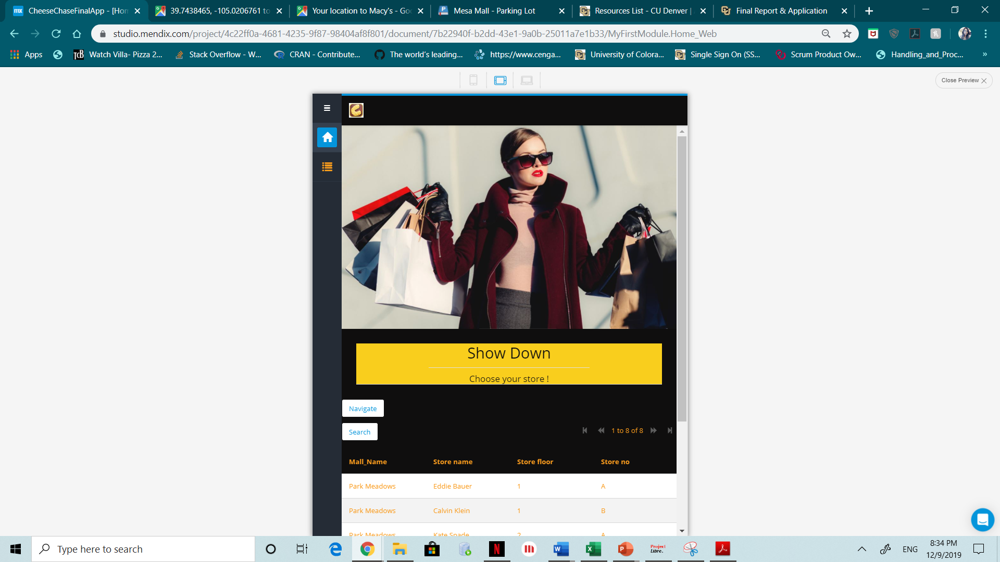 CheeseChaseFinalApp - [Hom
39.7438465, -105.0206761 to
Your location to Macy's - Goo
Mesa Mall - Parking Lot
Resources List - CU Denver |
Final Report & Application
studio.mendix.com/project/4c22ff0a-4681-4235-9f87-98404af8f801/document/7b22940f-b2dd-43e1-9a0b-25011a7e1b33/MyFirstModule.Home_Web
Apps
Watch Villa- Pizza 2...
Stack Overflow - W...
CRAN - Contribute...
The world's leading...
https://www.cenga...
University of Colora...
Single Sign On (SS...
Scrum Product Ow...
Handling_and_Proc...
Close Preview
Show Down
Choose your store !
Navigate
Search
1 to 8 of 8
Mall_Name Store name Store floor Store no
Park Meadows Eddie Bauer 1 A
Park Meadows Calvin Klein 1 B
Park Meadows Kate Spade 2 A
Type here to search
Project
Libre
ENG
8:34 PM
12/9/2019